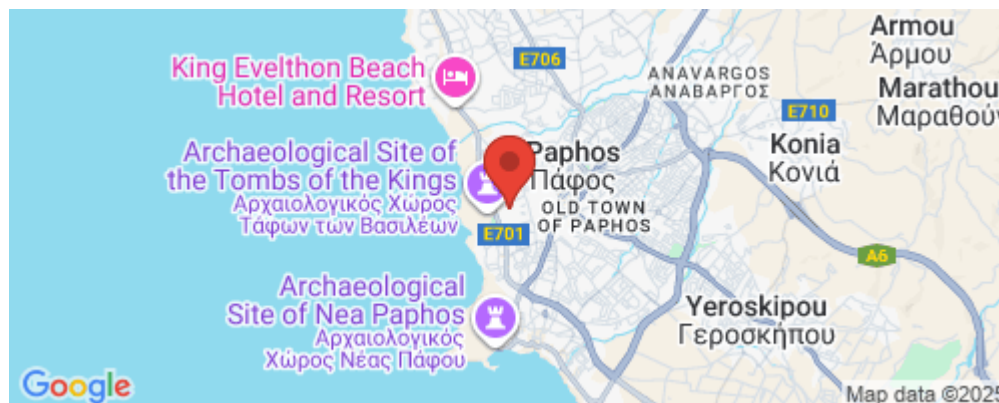 Armou
Άρμου
E706
King Evelthon Beach
Hotel and Resort
ANAVARGOS
ΑΝΑΒΑΡΓΟΣ
Marathou
Μαραθού
E710
Archaeological Site of
the Tombs of the Kings
Αρχαιολογικός Χώρος
Τάφων των Βασιλέων
Paphos
Πάφος
Konia
Κονιά
OLD TOWN
OF PAPHOS
E701
A6
Archaeological
Site of Nea Paphos
Αρχαιολογικός
Χώρος Νέας Πάφου
Yeroskipou
Γεροσκήπου
Google
Map data ©2025